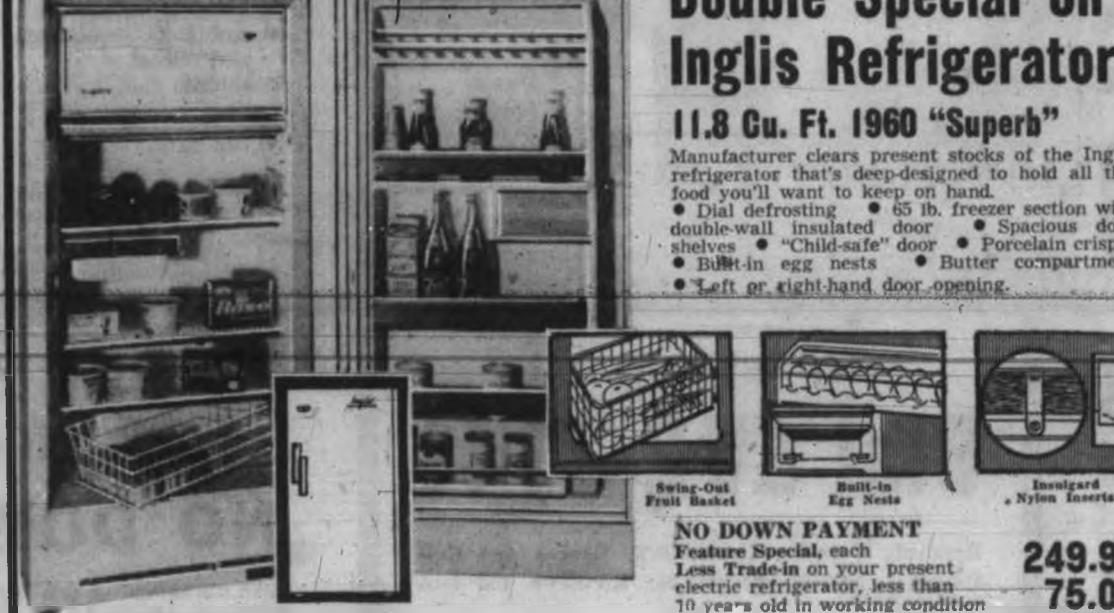 Double Special on
Inglis Refrigerator
11.8 Cu. Ft. 1960 “Superb”
Manufacturer clears present stocks of the Ing
refrigerator that's deep-designed to hold all th
food you'll want to keep on hand.
● Dial defrosting ● 65 lb. freezer section wi
double-wall insulated door ● Spacious do
shelves ● “Child-safe” door ● Porcelain crisp
● Built-in egg nests ● Butter compartme
● Left or right-hand door opening.
Swing-Out
Fruit Basket
Built-in
Egg Nests
Insulgard
Nylon Inserts
NO DOWN PAYMENT
Feature Special, each 249.9
Less Trade-in on your present
electric refrigerator, less than
10 years old in working condition 75.0